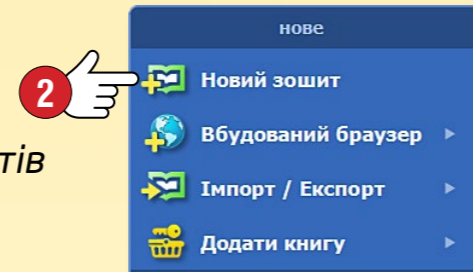 нове
2
Новий зошит
Вбудований браузер
тів
Імпорт / Експорт
Додати книгу